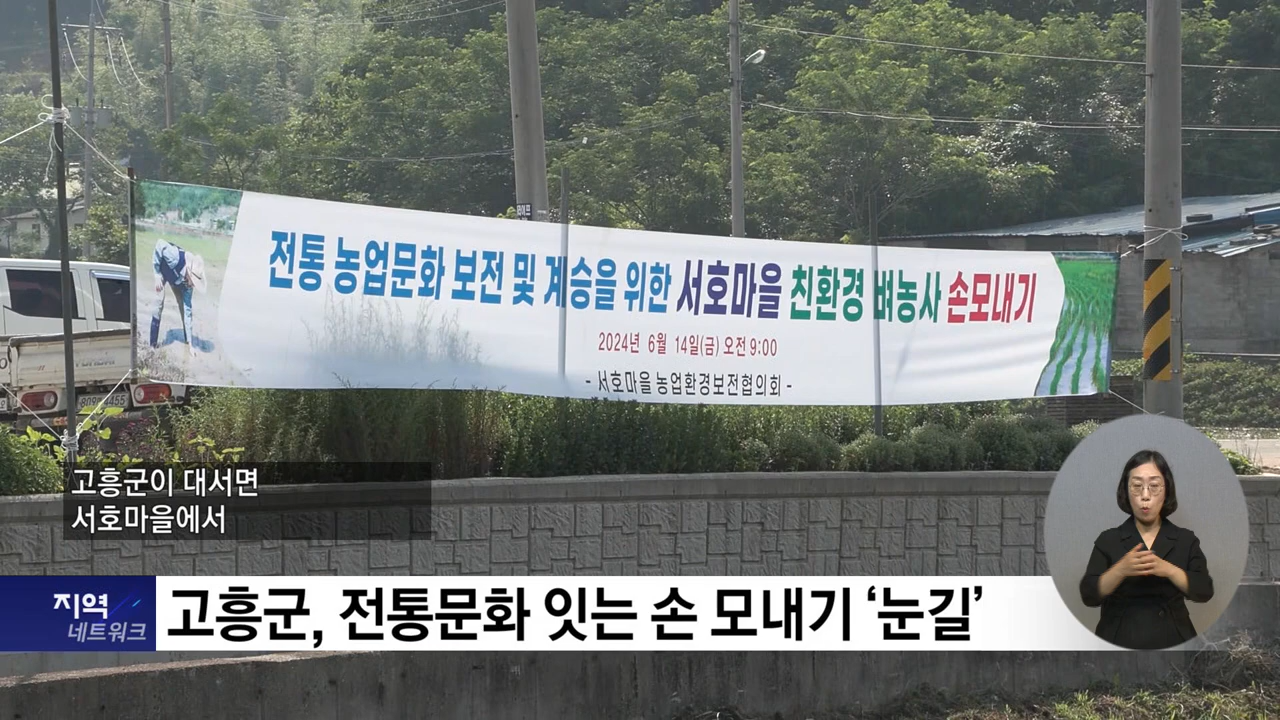 전통 농업문화 보전 및 계승을 위한 서호마을 친환경 벼농사 손모내기
2024년 6월 14일(금) 오전 9:00
- 서호마을 농업환경보전협의회 -
고흥군이 대서면
서호마을에서
지역
네트워크
고흥군, 전통문화 잇는 손 모내기 ‘눈길’